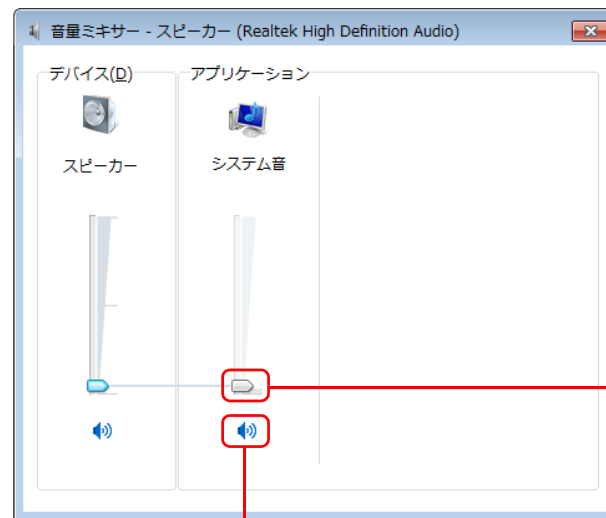 音量ミキサー - スピーカー (Realtek High Definition Audio)
デバイス(D)
アプリケーション
スピーカー
システム音